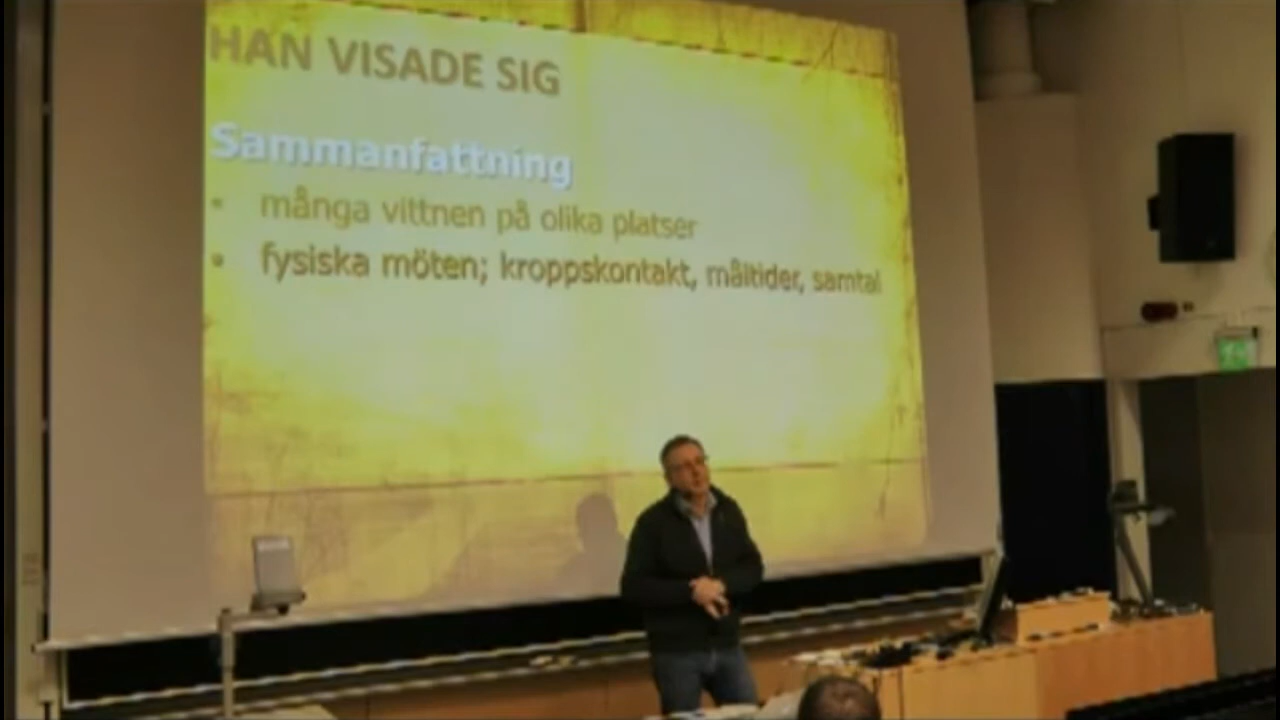 HAN VISADE SIG
Sammanfattning
• många vittnen på olika platser
• fysiska möten; kroppskontakt, måltider, samtal